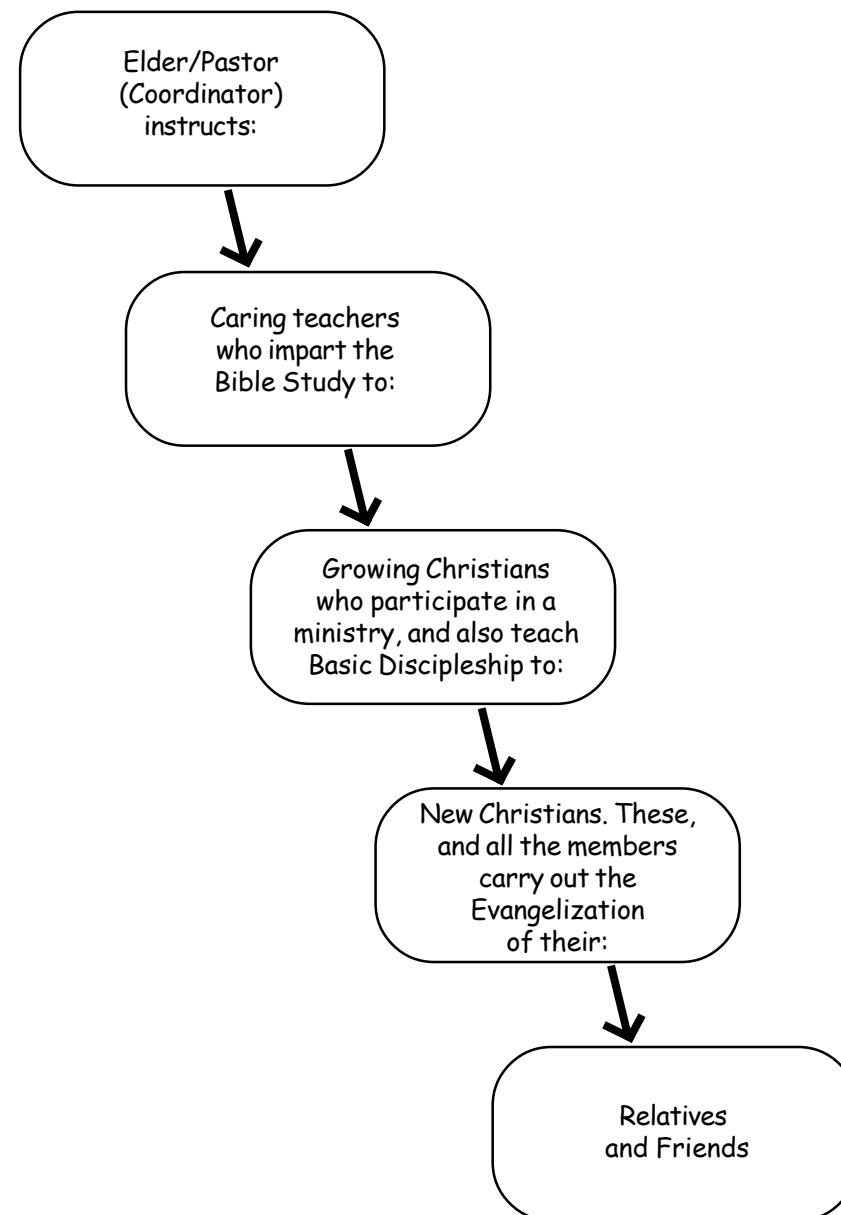 Elder/Pastor
(Coordinator)
instructs:
Caring teachers
who impart the
Bible Study to:
Growing Christians
who participate in a
ministry, and also teach
Basic Discipleship to:
New Christians. These,
and all the members
carry out the
Evangelization
of their:
Relatives
and Friends